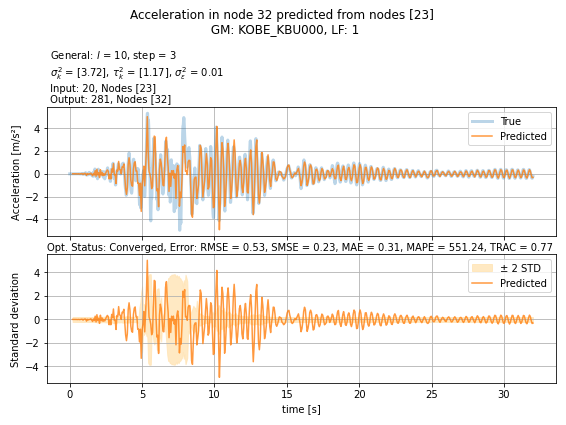 Acceleration in node 32 predicted from nodes [23]
GM: KOBE_KBU000, LF: 1
General: l = 10, step = 3
σ²ₖ = [3.72], τ²ₖ = [1.17], σ²ε = 0.01
Input: 20, Nodes [23]
Output: 281, Nodes [32]
Acceleration [m/s²]
4
2
0
−2
−4
True
Predicted
Opt. Status: Converged, Error: RMSE = 0.53, SMSE = 0.23, MAE = 0.31, MAPE = 551.24, TRAC = 0.77
Standard deviation
4
2
0
−2
−4
± 2 STD
Predicted
0 5 10 15 20 25 30
time [s]